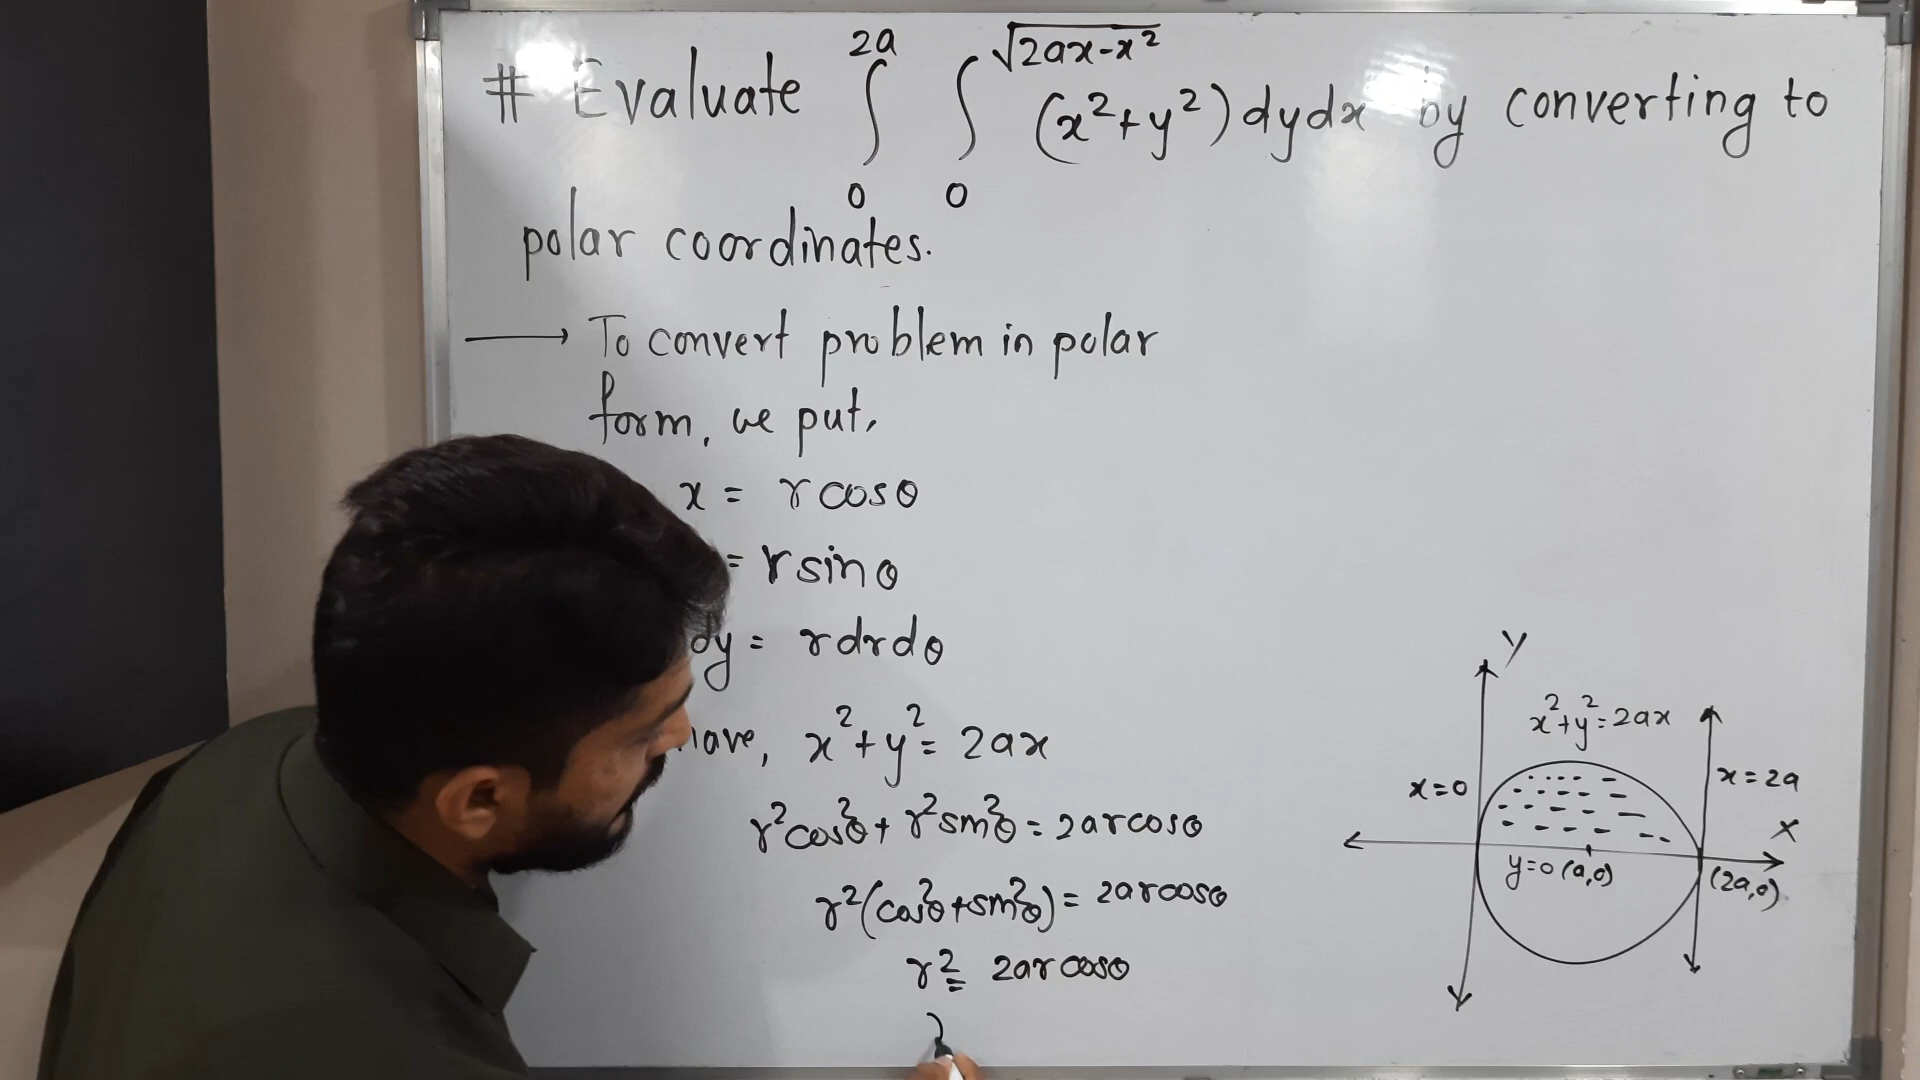 # Evaluate ∫₀^2a ∫₀^√(2ax-x²) (x²+y²) dy dx by converting to
polar coordinates.
→ To convert problem in polar
form, we put,
x = r cosθ
= r sinθ
dy = r dr dθ
x² + y² = 2ax
r²cos²θ + r²sin²θ = 2ar cosθ
r²(cos²θ + sin²θ) = 2ar cosθ
r² = 2ar cosθ
Y
x²+y²=2ax
x=0
x=2a
X
y=0 (a,0)
(2a,0)